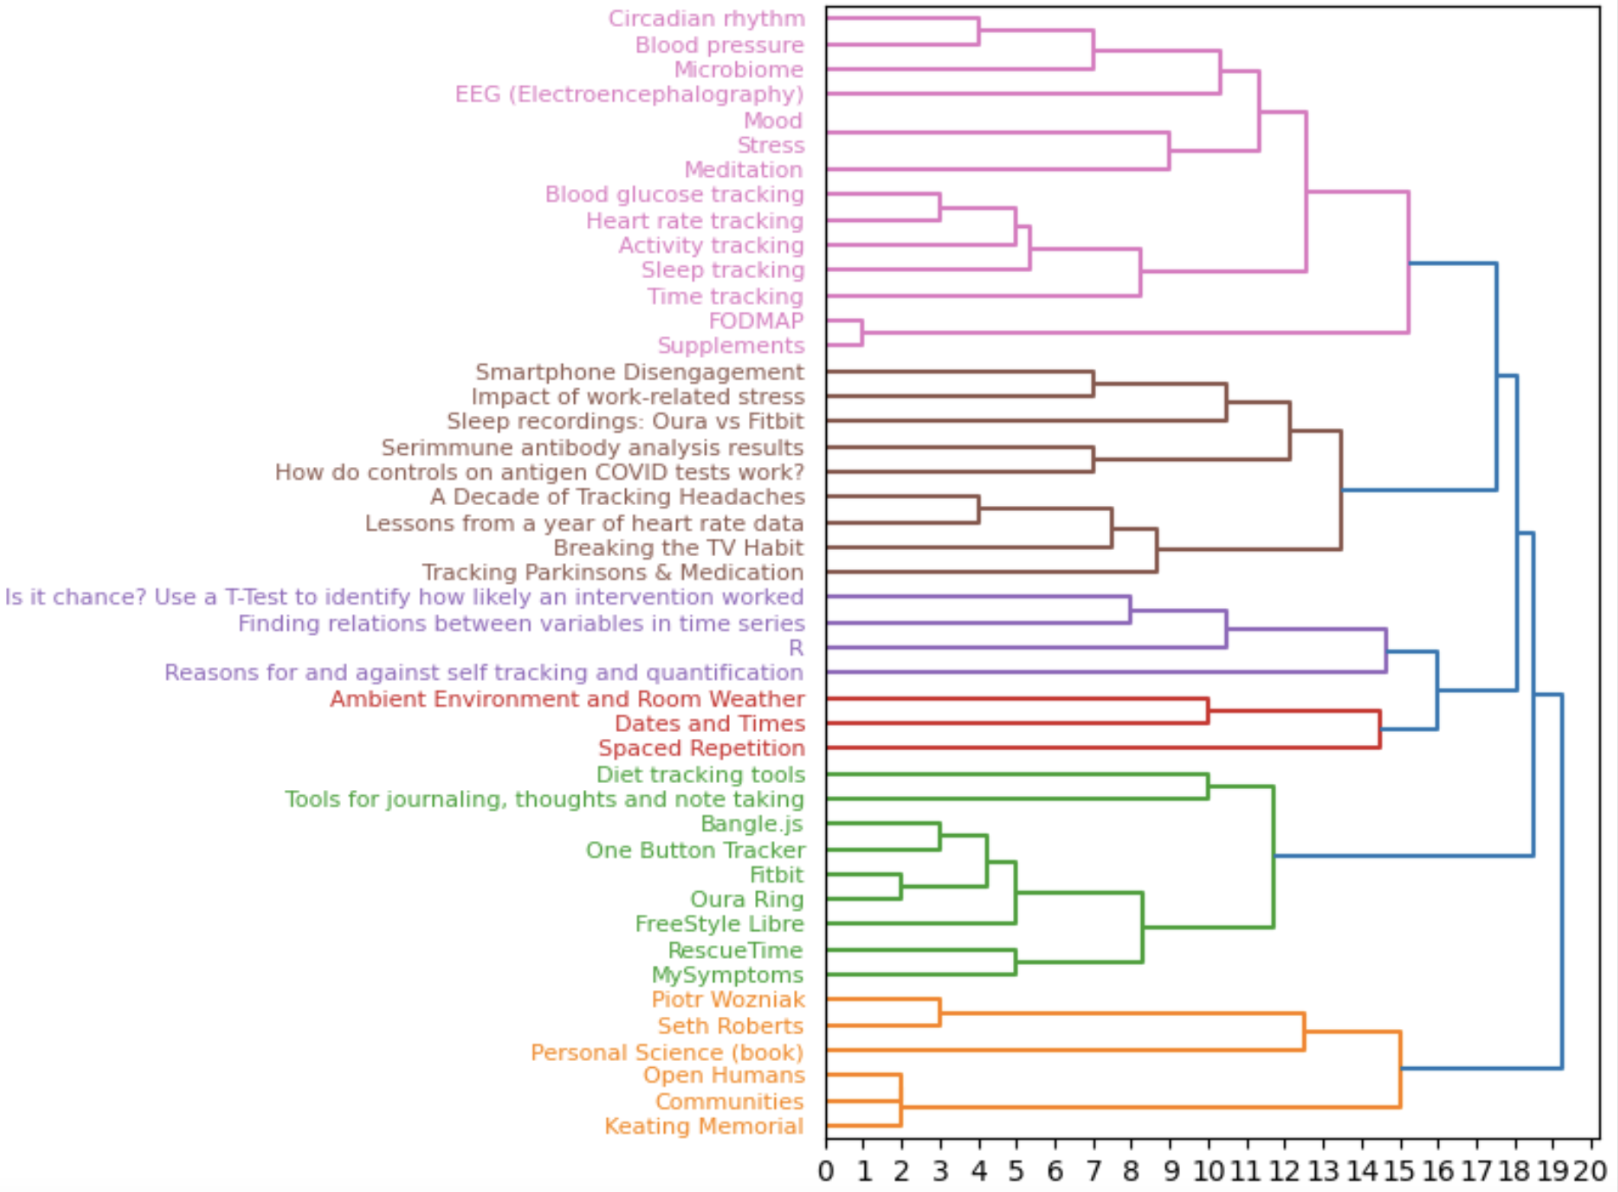 Circadian rhythm
Blood pressure
Microbiome
EEG (Electroencephalography)
Mood
Stress
Meditation
Blood glucose tracking
Heart rate tracking
Activity tracking
Sleep tracking
Time tracking
FODMAP
Supplements
Smartphone Disengagement
Impact of work-related stress
Sleep recordings: Oura vs Fitbit
Serimmune antibody analysis results
How do controls on antigen COVID tests work?
A Decade of Tracking Headaches
Lessons from a year of heart rate data
Breaking the TV Habit
Tracking Parkinsons & Medication
Is it chance? Use a T-Test to identify how likely an intervention worked
Finding relations between variables in time series
R
Reasons for and against self tracking and quantification
Ambient Environment and Room Weather
Dates and Times
Spaced Repetition
Diet tracking tools
Tools for journaling, thoughts and note taking
Bangle.js
One Button Tracker
Fitbit
Oura Ring
FreeStyle Libre
RescueTime
MySymptoms
Piotr Wozniak
Seth Roberts
Personal Science (book)
Open Humans
Communities
Keating Memorial
0 1 2 3 4 5 6 7 8 9 10 11 12 13 14 15 16 17 18 19 20